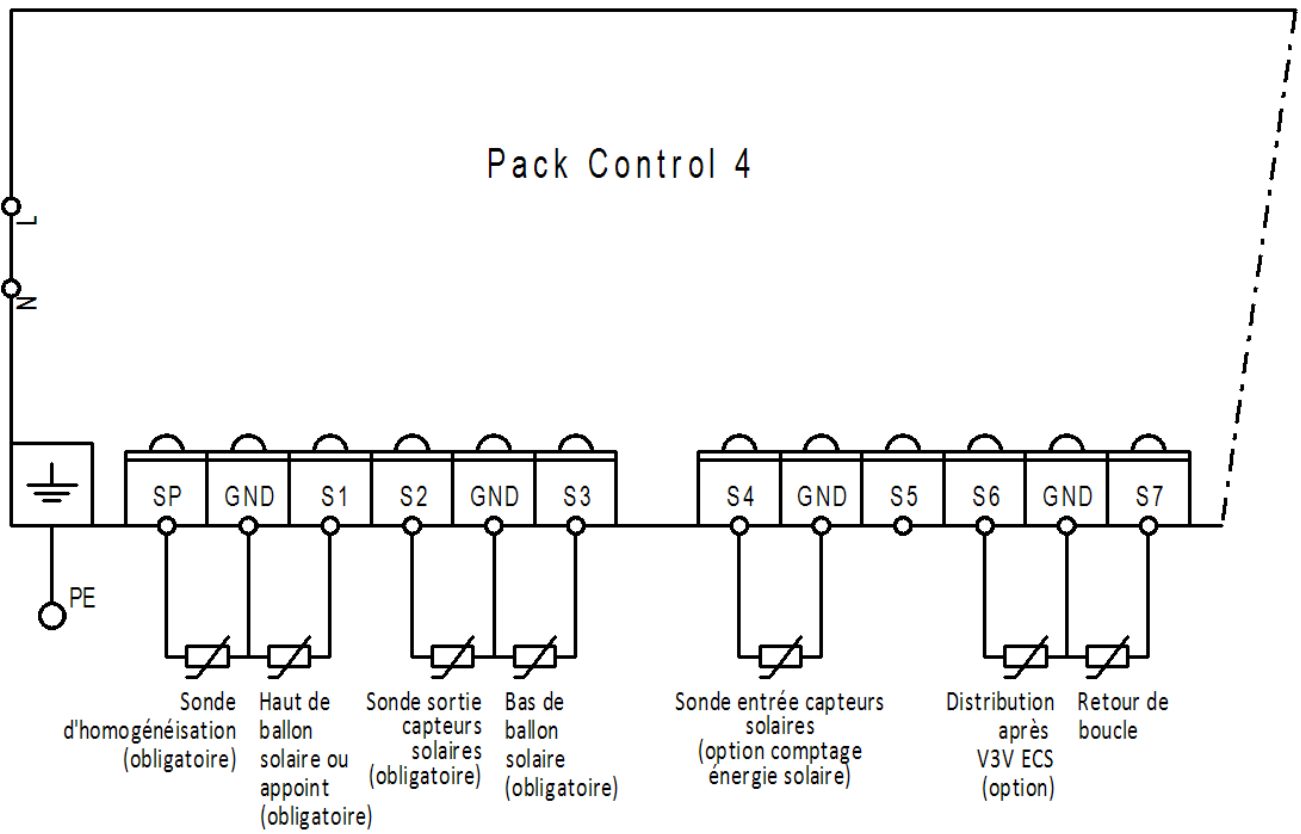 Pack Control 4
L
N
SP GND S1 S2 GND S3 S4 GND S5 S6 GND S7
PE
Sonde
d'homogénéisation
(obligatoire)
Haut de
ballon
solaire ou
appoint
(obligatoire)
Sonde sortie
capteurs
solaires
(obligatoire)
Bas de
ballon
solaire
(obligatoire)
Sonde entrée capteurs
solaires
(option comptage
énergie solaire)
Distribution
après
V3V ECS
(option)
Retour de
boucle